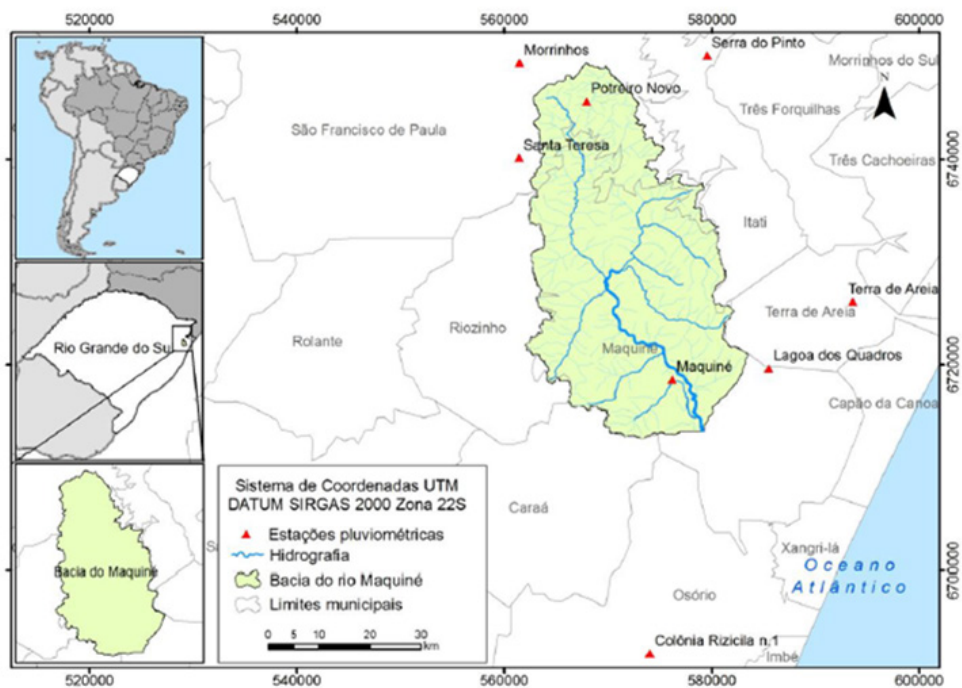 520000
540000
560000
580000
600000
Morrinhos
Serra do Pinto
Morrinhos do Sul
N
Potreiro Novo
Três Forquilhas
São Francisco de Paula
Santa Teresa
Três Cachoeiras
6740000
Itati
Terra de Areia
Terra de Areia
Rio Grande do Su
Rolante
Riozinho
Maquiné
Maquiné
Lagoa dos Quadros
6720000
Capão da Canoa
Sistema de Coordenadas UTM
DATUM SIRGAS 2000 Zona 22S
Estações pluviométricas
Hidrografia
Bacia do rio Maquiné
Limites municipais
0 5 10 20 30
km
Bacia do Maquiné
Caraá
Xangri-lá
Oceano
Atlântico
6700000
Osório
Colônia Rizicila n.1
Imbé
520000
540000
560000
580000
600000